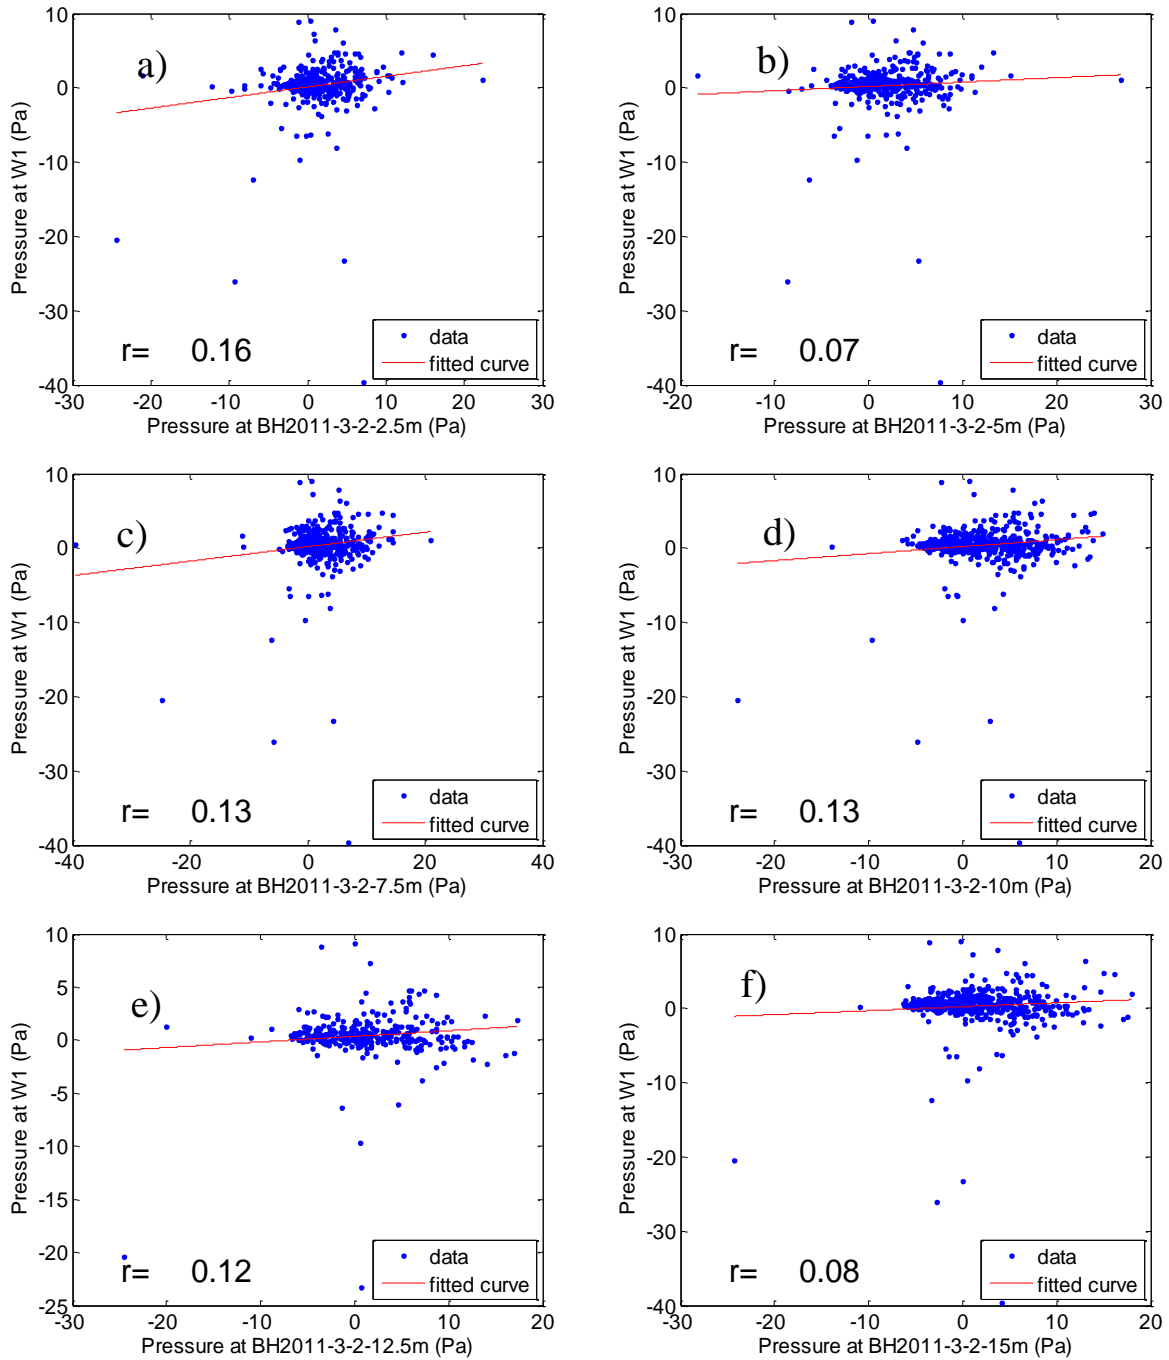 a)
Pressure at W1 (Pa)
10
0
-10
-20
-30
-40
r= 0.16
data
fitted curve
-30 -20 -10 0 10 20 30
Pressure at BH2011-3-2-2.5m (Pa)
b)
Pressure at W1 (Pa)
10
0
-10
-20
-30
-40
r= 0.07
data
fitted curve
-20 -10 0 10 20 30
Pressure at BH2011-3-2-5m (Pa)
c)
Pressure at W1 (Pa)
10
0
-10
-20
-30
-40
r= 0.13
data
fitted curve
-40 -20 0 20 40
Pressure at BH2011-3-2-7.5m (Pa)
d)
Pressure at W1 (Pa)
10
0
-10
-20
-30
-40
r= 0.13
data
fitted curve
-30 -20 -10 0 10 20
Pressure at BH2011-3-2-10m (Pa)
e)
Pressure at W1 (Pa)
10
5
0
-5
-10
-15
-20
-25
r= 0.12
data
fitted curve
-30 -20 -10 0 10 20
Pressure at BH2011-3-2-12.5m (Pa)
f)
Pressure at W1 (Pa)
10
0
-10
-20
-30
-40
r= 0.08
data
fitted curve
-30 -20 -10 0 10 20
Pressure at BH2011-3-2-15m (Pa)